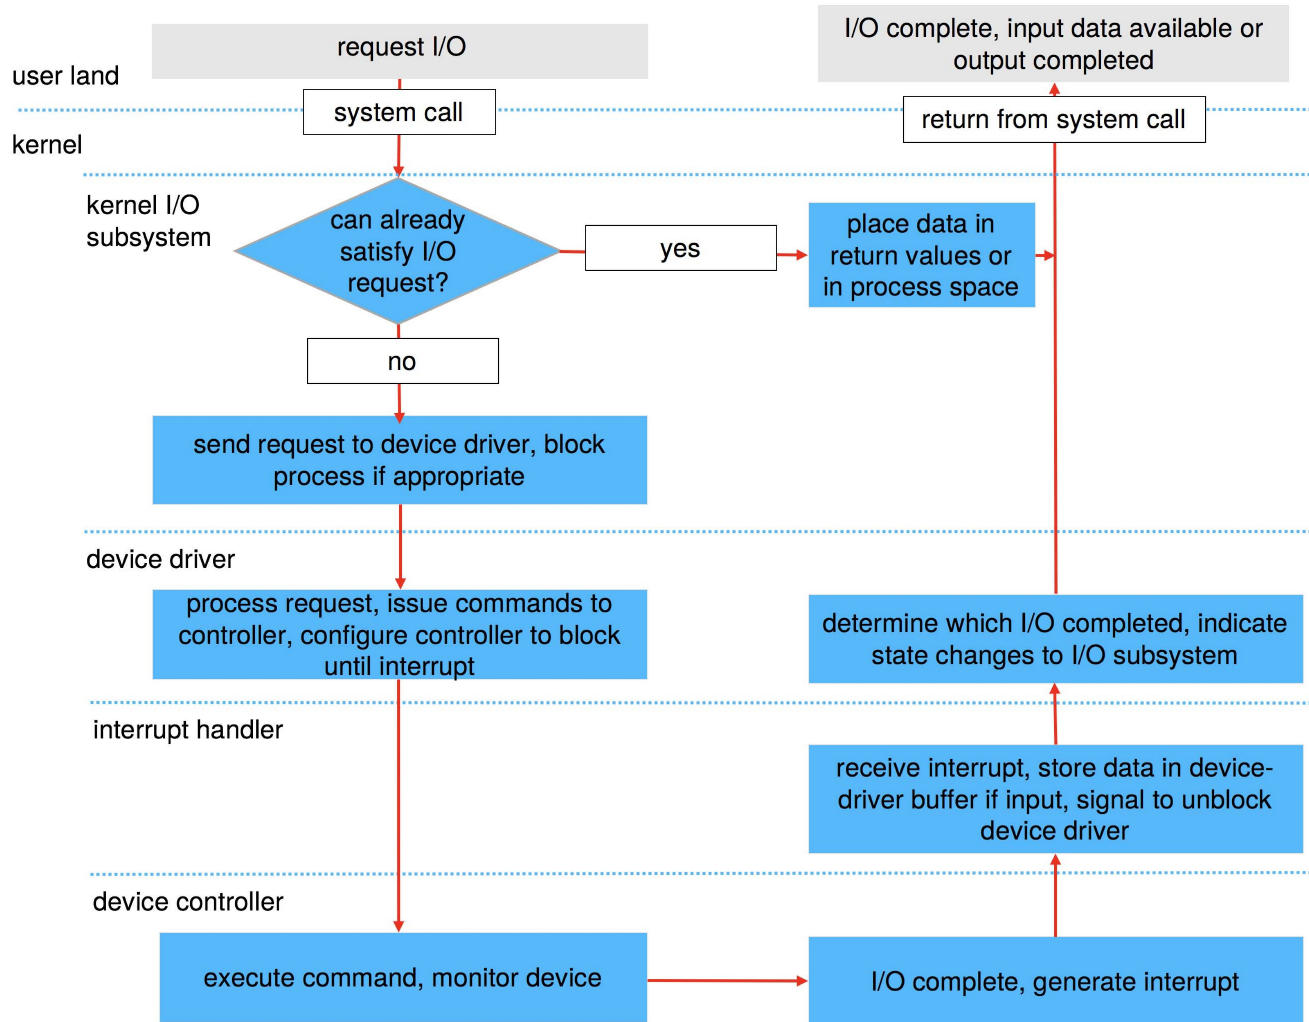 request I/O
I/O complete, input data available or
output completed
user land
system call
return from system call
kernel
kernel I/O
subsystem
can already
satisfy I/O
request?
yes
place data in
return values or
in process space
no
send request to device driver, block
process if appropriate
device driver
process request, issue commands to
controller, configure controller to block
until interrupt
determine which I/O completed, indicate
state changes to I/O subsystem
interrupt handler
receive interrupt, store data in device-
driver buffer if input, signal to unblock
device driver
device controller
execute command, monitor device
I/O complete, generate interrupt